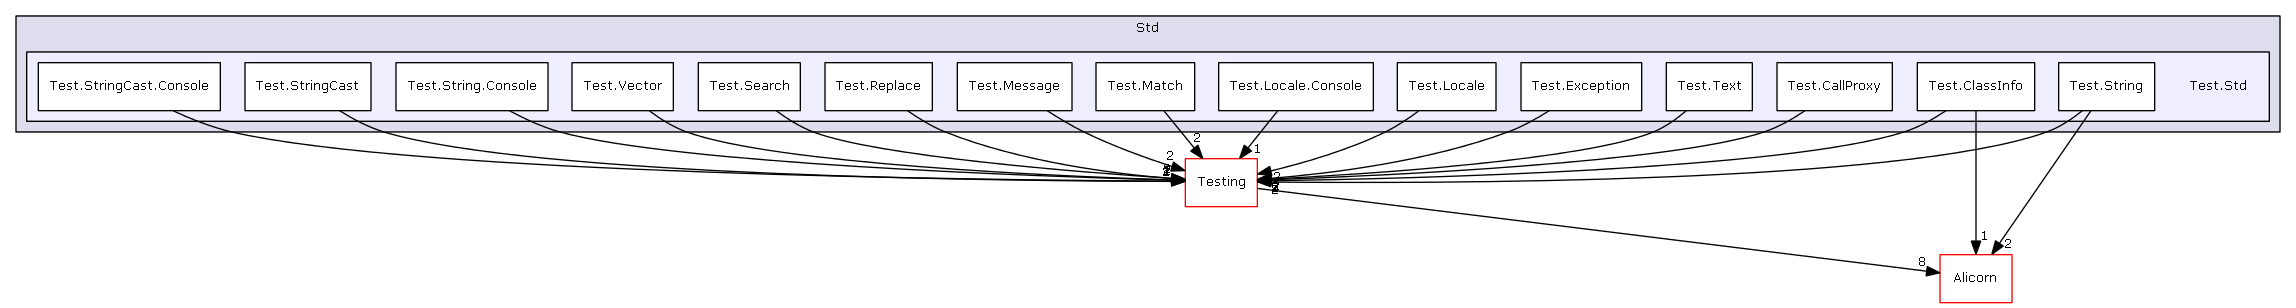 Std
Test.StringCast.Console
Test.StringCast
Test.String.Console
Test.Vector
Test.Search
Test.Replace
Test.Message
Test.Match
Test.Locale.Console
Test.Locale
Test.Exception
Test.Text
Test.CallProxy
Test.ClassInfo
Test.String
Test.Std
2
1
2
2
Testing
1
2
8
Alicorn